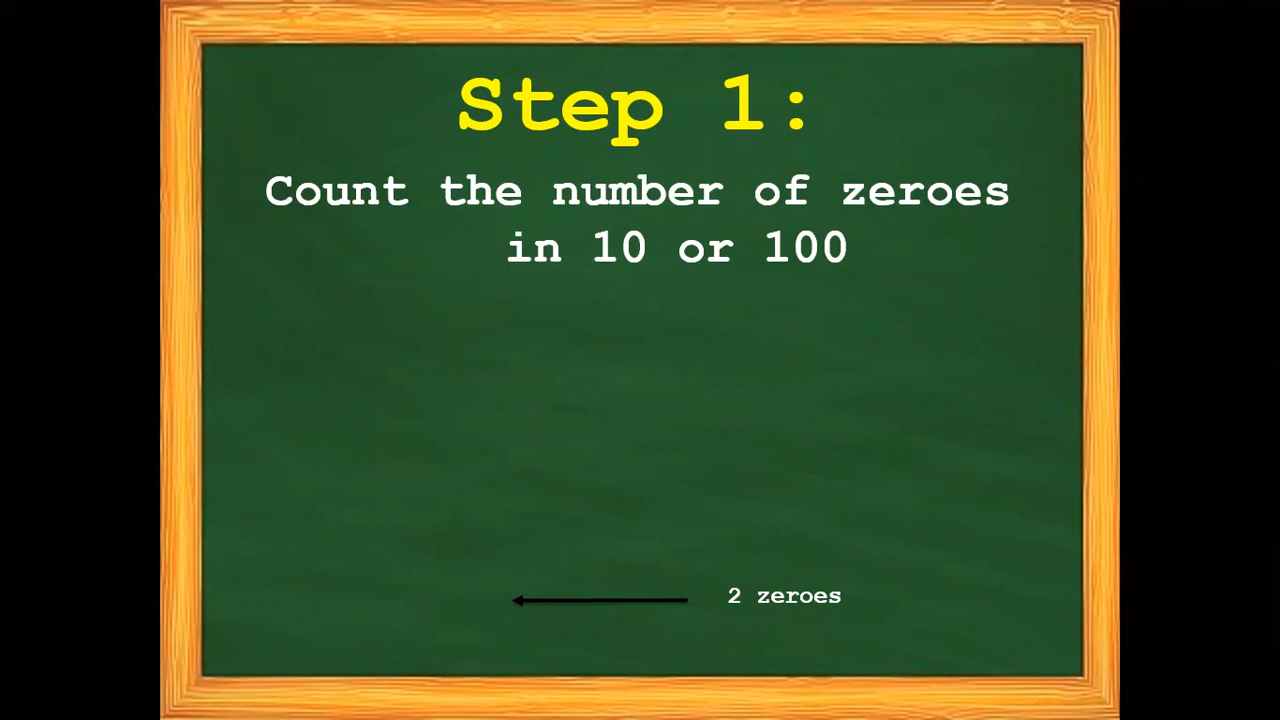 Step 1:
Count the number of zeroes
in 10 or 100
2 zeroes